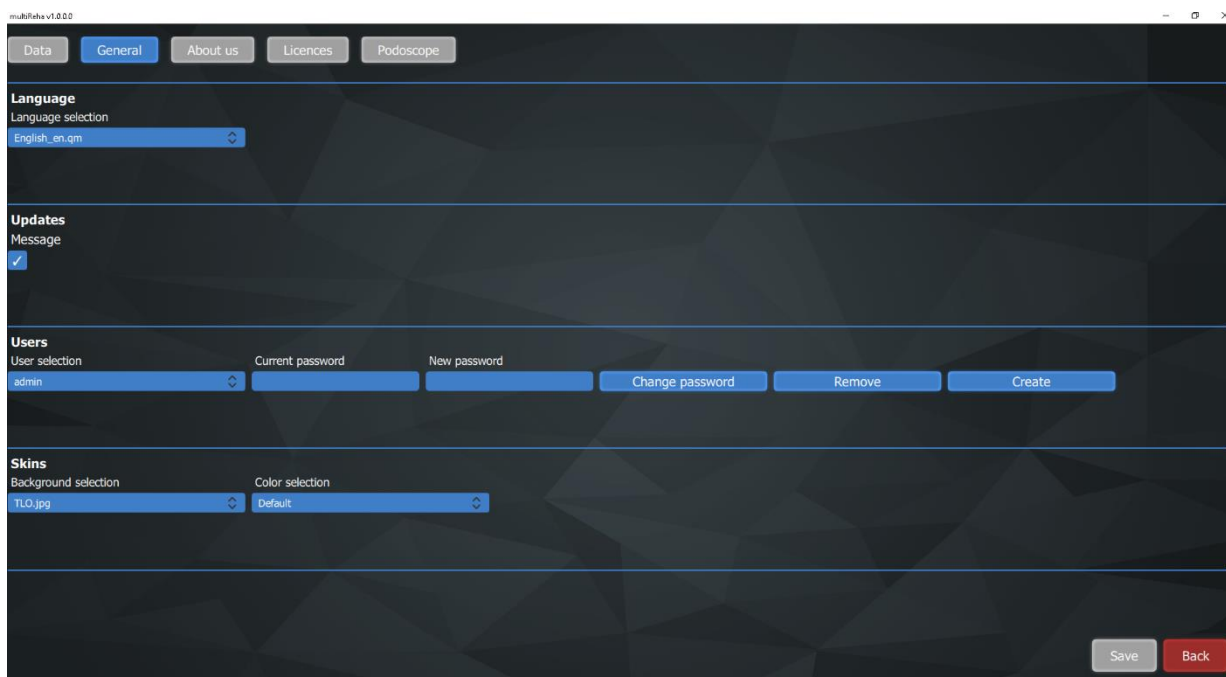 multiReha v1.0.0.0
Data General About us Licences Podoscope
Language
Language selection
English_en.qm
Updates
Message
Users
User selection Current password New password
admin Change password Remove Create
Skins
Background selection Color selection
TLO.jpg Default
Save Back